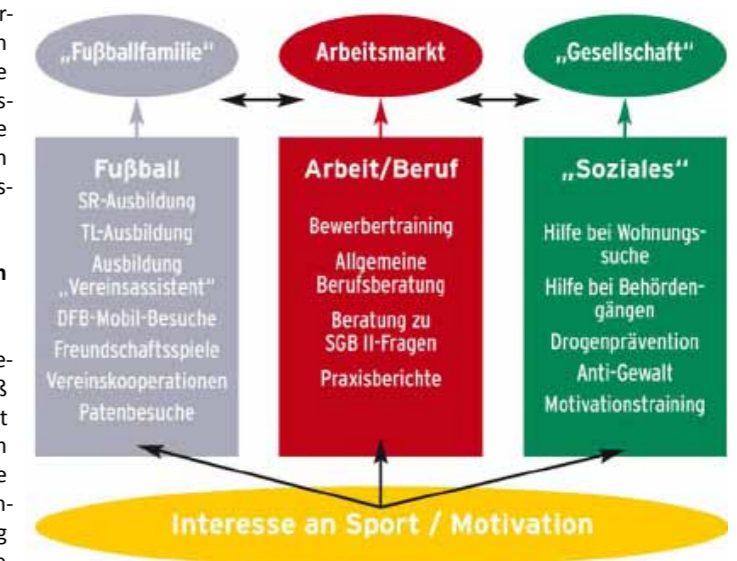 „Fußballfamilie“
Arbeitsmarkt
„Gesellschaft“
Fußball
SR-Ausbildung
TL-Ausbildung
Ausbildung
„Vereinsassistent“
DFB-Mobil-Besuche
Freundschaftsspiele
Vereinskooperationen
Patenbesuche
Arbeit/Beruf
Bewerbertraining
Allgemeine
Berufsberatung
Beratung zu
SGB II-Fragen
Praxisberichte
„Soziales“
Hilfe bei Wohnungs-
suche
Hilfe bei Behörden-
gängen
Drogenprävention
Anti-Gewalt
Motivationstraining
Interesse an Sport / Motivation